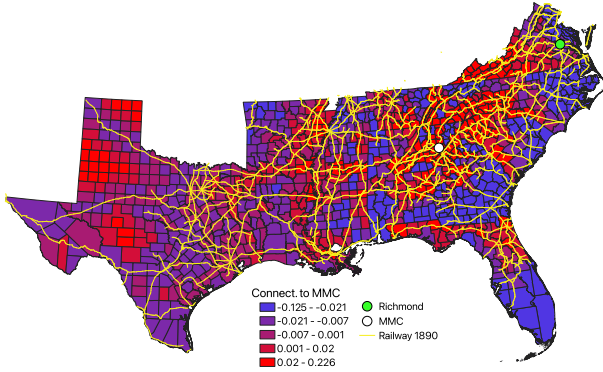 Connect. to MMC
-0.125 - -0.021
-0.021 - -0.007
-0.007 - 0.001
0.001 - 0.02
0.02 - 0.226
Richmond
MMC
Railway 1890